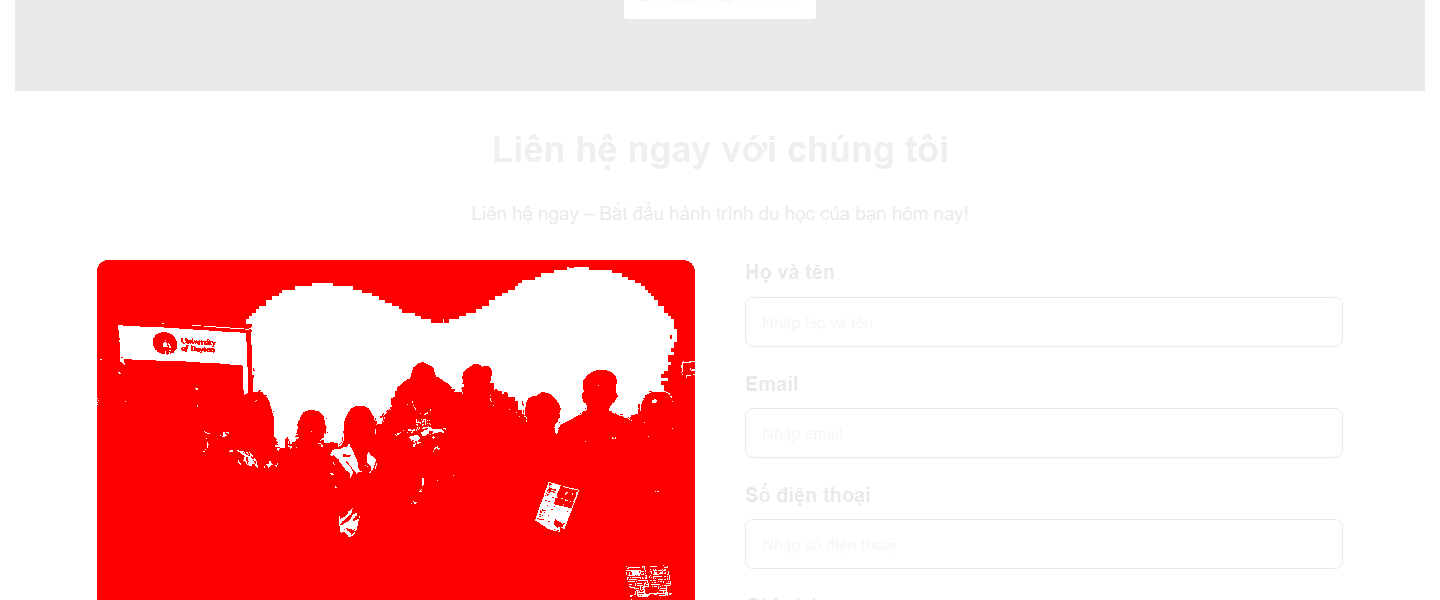 Liên hệ ngay với chúng tôi
Liên hệ ngay – Bắt đầu hành trình du học của bạn hôm nay!
University
of Dayton
Họ và tên
Nhập Họ và tên
Email
Nhập email
Số điện thoại
Nhập số điện thoại